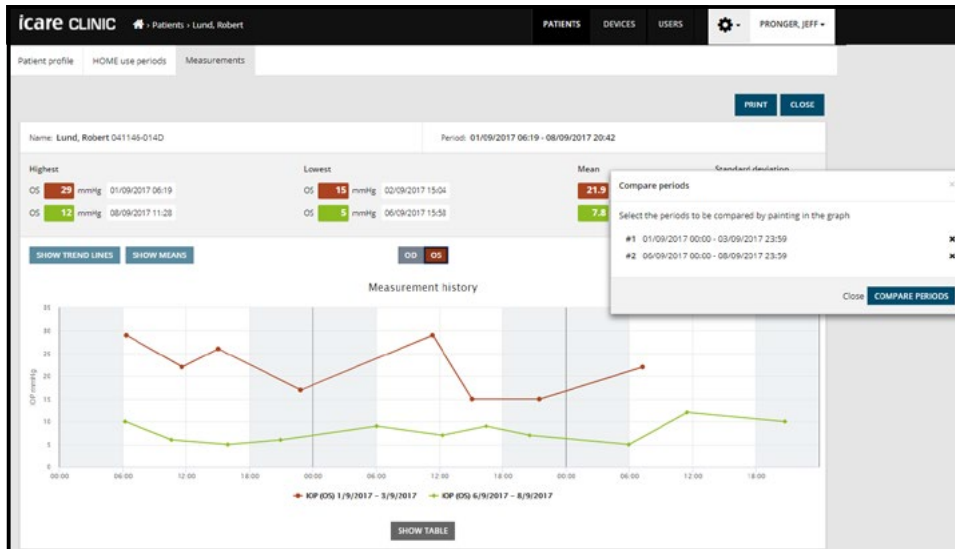 icare CLINIC › Patients › Lund, Robert PATIENTS DEVICES USERS PRONGER, JEFF
Patient profile HOME use periods Measurements
PRINT CLOSE
Name: Lund, Robert 041146-014D Period: 01/09/2017 06:19 - 08/09/2017 20:42
Highest Lowest Mean Standard deviation
OS 29 mmHg 01/09/2017 06:19 OS 15 mmHg 02/09/2017 15:04 21.9
OS 12 mmHg 08/09/2017 11:28 OS 5 mmHg 06/09/2017 15:58 7.8
Compare periods ×
Select the periods to be compared by painting in the graph
#1 01/09/2017 00:00 - 03/09/2017 23:59 ×
#2 06/09/2017 00:00 - 08/09/2017 23:59 ×
Close COMPARE PERIODS
SHOW TREND LINES SHOW MEANS OD OS
Measurement history
IOP mmHg
35
30
25
20
15
10
5
0
00:00 06:00 12:00 18:00 00:00 06:00 12:00 18:00 00:00 06:00 12:00 18:00
IOP (OS) 1/9/2017 – 3/9/2017 IOP (OS) 6/9/2017 – 8/9/2017
SHOW TABLE